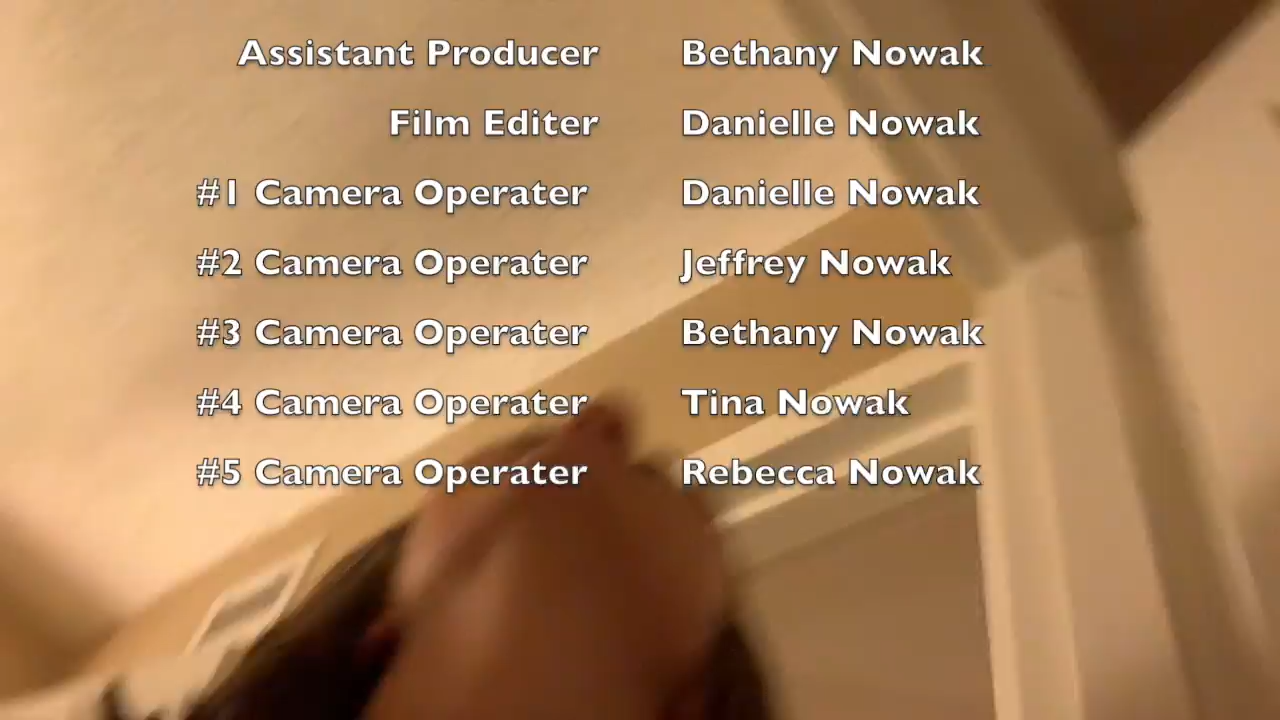 Assistant Producer Bethany Nowak
Film Editer Danielle Nowak
#1 Camera Operater Danielle Nowak
#2 Camera Operater Jeffrey Nowak
#3 Camera Operater Bethany Nowak
#4 Camera Operater Tina Nowak
#5 Camera Operater Rebecca Nowak